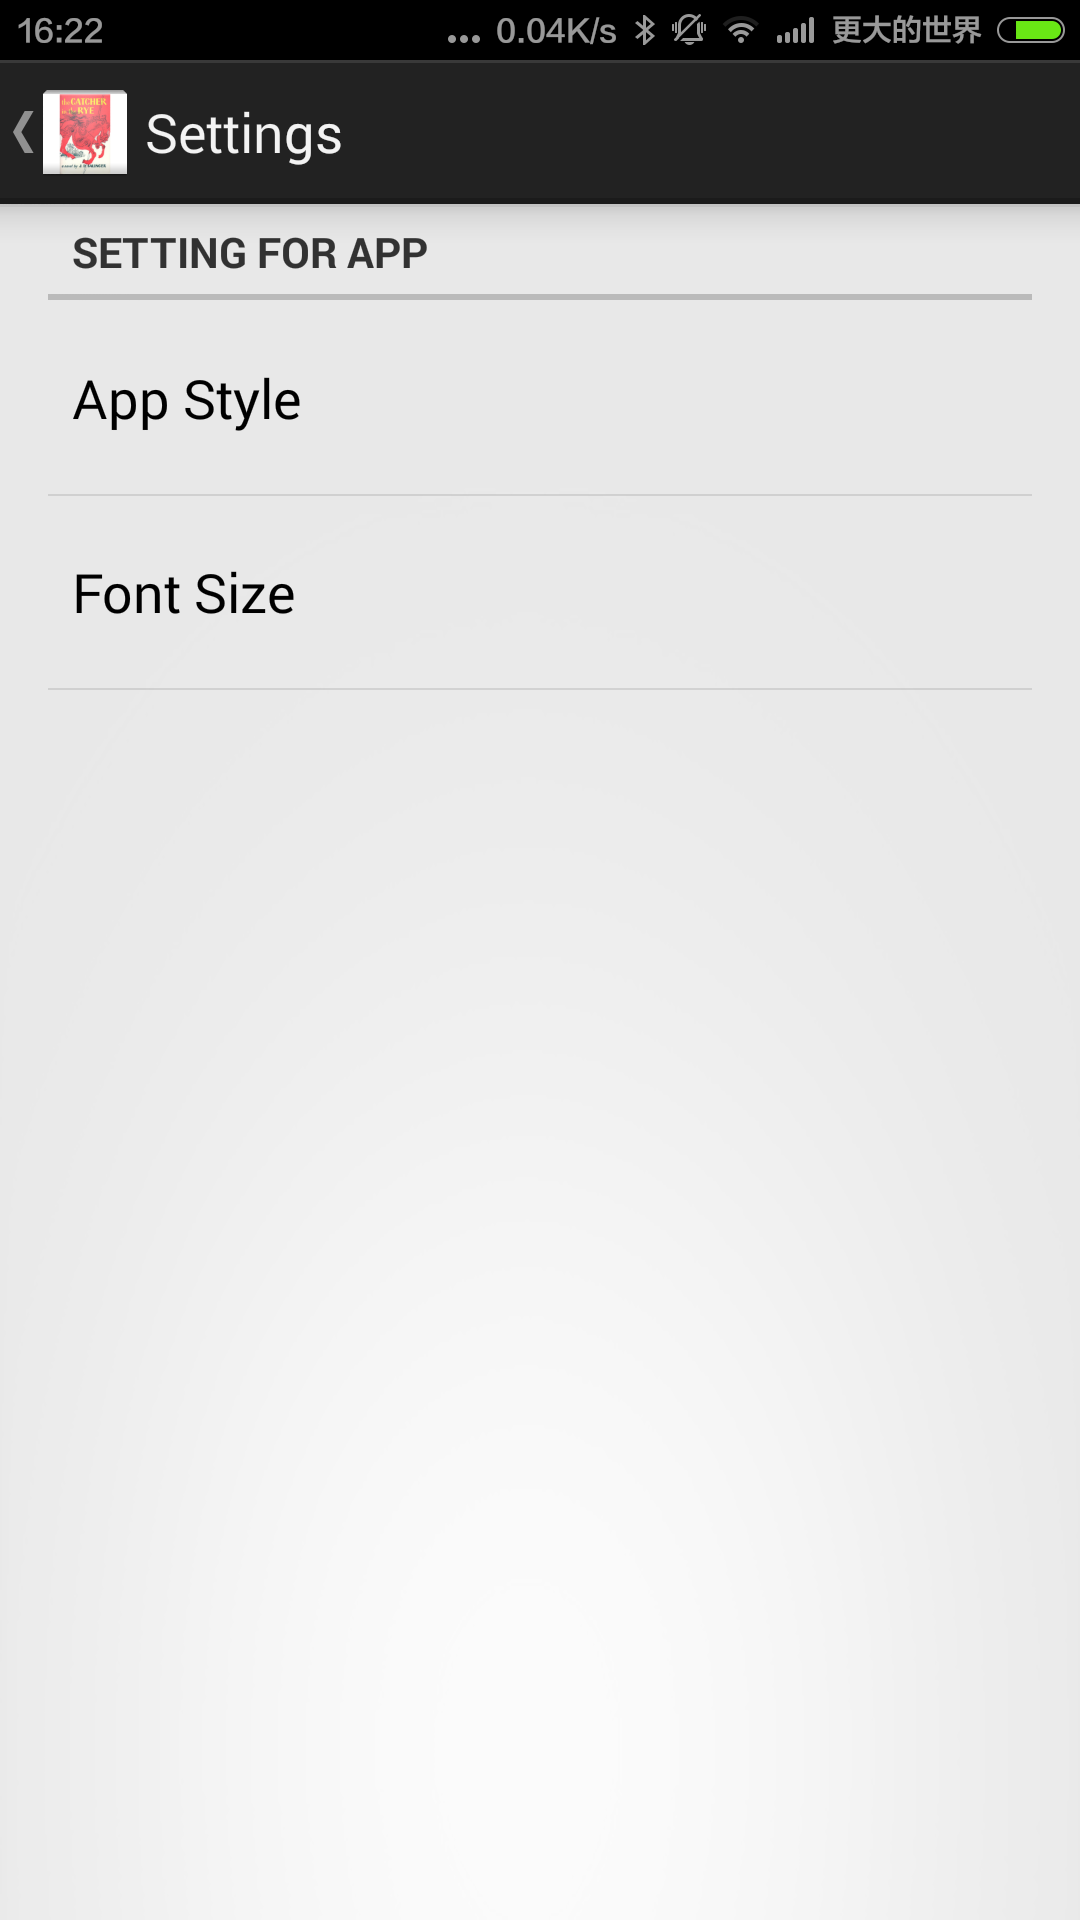 16:22 ... 0.04K/s 更大的世界
the CATCHER
in the RYE
Settings
SETTING FOR APP
App Style
Font Size